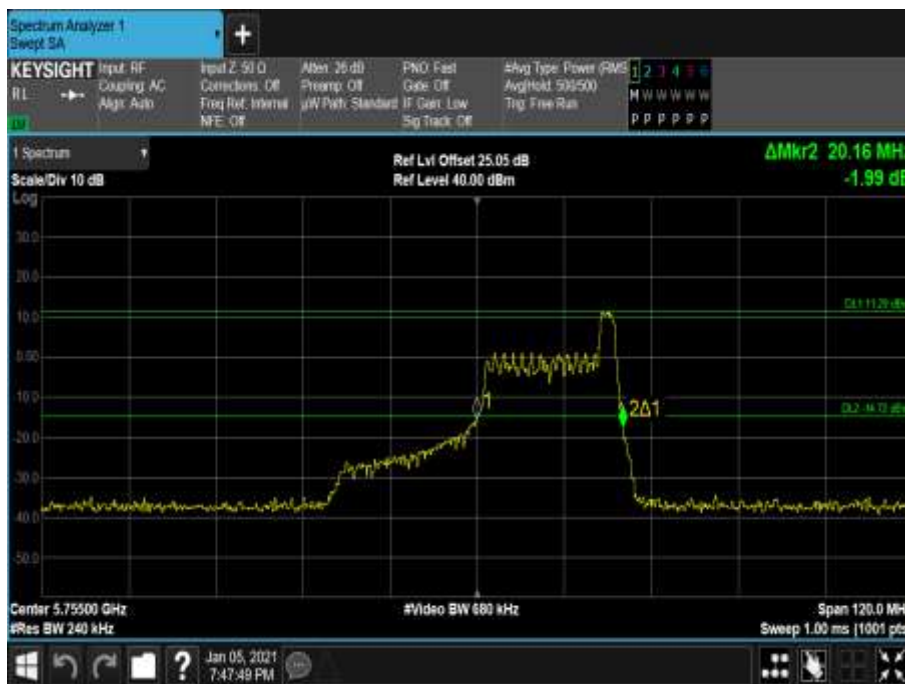 Spectrum Analyzer 1
Swept SA
KEYSIGHT
RL
Input: RF
Coupling: AC
Align: Auto
Input Z: 50 Ω
Corrections: Off
Freq Ref: Internal
NFE: Off
Atten: 26 dB
Preamp: Off
µW Path: Standard
PNO: Fast
Gate: Off
IF Gain: Low
Sig Track: Off
#Avg Type: Power (RMS
Avg|Hold: 500/500
Trig: Free Run
1 2 3 4 5 6
M W W W W W
P P P P P P
1 Spectrum
Scale/Div 10 dB
Log
Ref Lvl Offset 25.05 dB
Ref Level 40.00 dBm
ΔMkr2 20.16 MH
-1.99 dB
30.0
20.0
10.0
0.00
-10.0
-20.0
-30.0
-40.0
-50.0
1
2Δ1
Center 5.75500 GHz
#Res BW 240 kHz
#Video BW 680 kHz
Span 120.0 MH
Sweep 1.00 ms (1001 pts
?
Jan 05, 2021
7:47:49 PM